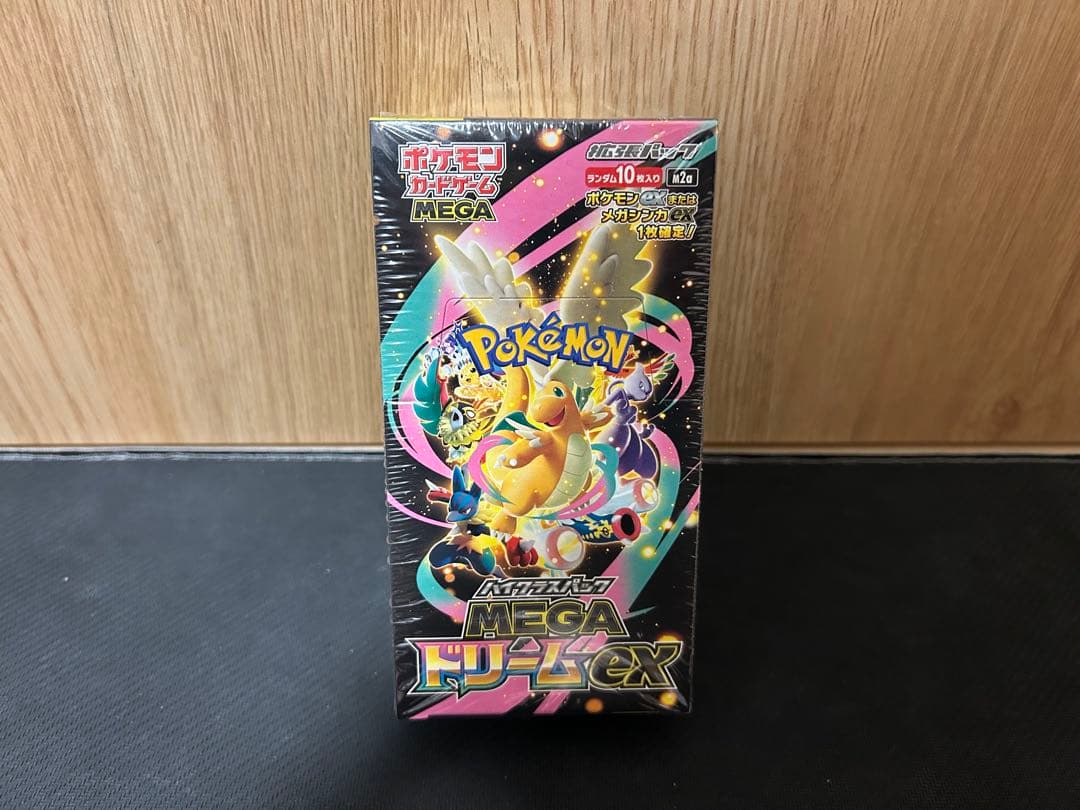 ポケモン
カードゲーム
MEGA
拡張パック
ランダム10枚入り M2a
ポケモンexまたは
メガシンカex
1枚確定!
POKéMON
ハイクラスパック
MEGA
ドリームex